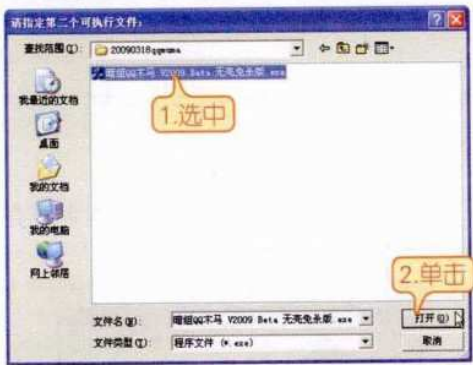 请指定第二个可执行文件:
查找范围(I):
20090318qqmuma
暗组QQ木马 V2009 Beta 无壳免杀版.exe
1.选中
我最近的文档
桌面
我的文档
我的电脑
网上邻居
2.单击
文件名(N):
暗组QQ木马 V2009 Beta 无壳免杀版.exe
打开(O)
文件类型(T):
程序文件 (*.exe)
取消